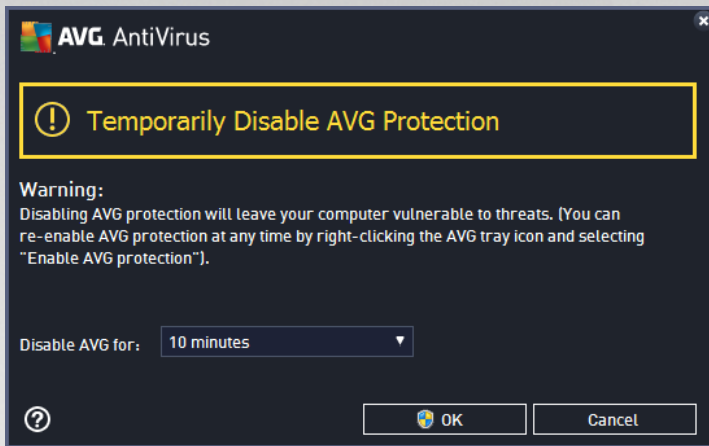 AVG. AntiVirus
Temporarily Disable AVG Protection
Warning:
Disabling AVG protection will leave your computer vulnerable to threats. (You can
re-enable AVG protection at any time by right-clicking the AVG tray icon and selecting
"Enable AVG protection").
Disable AVG for: 10 minutes
OK Cancel